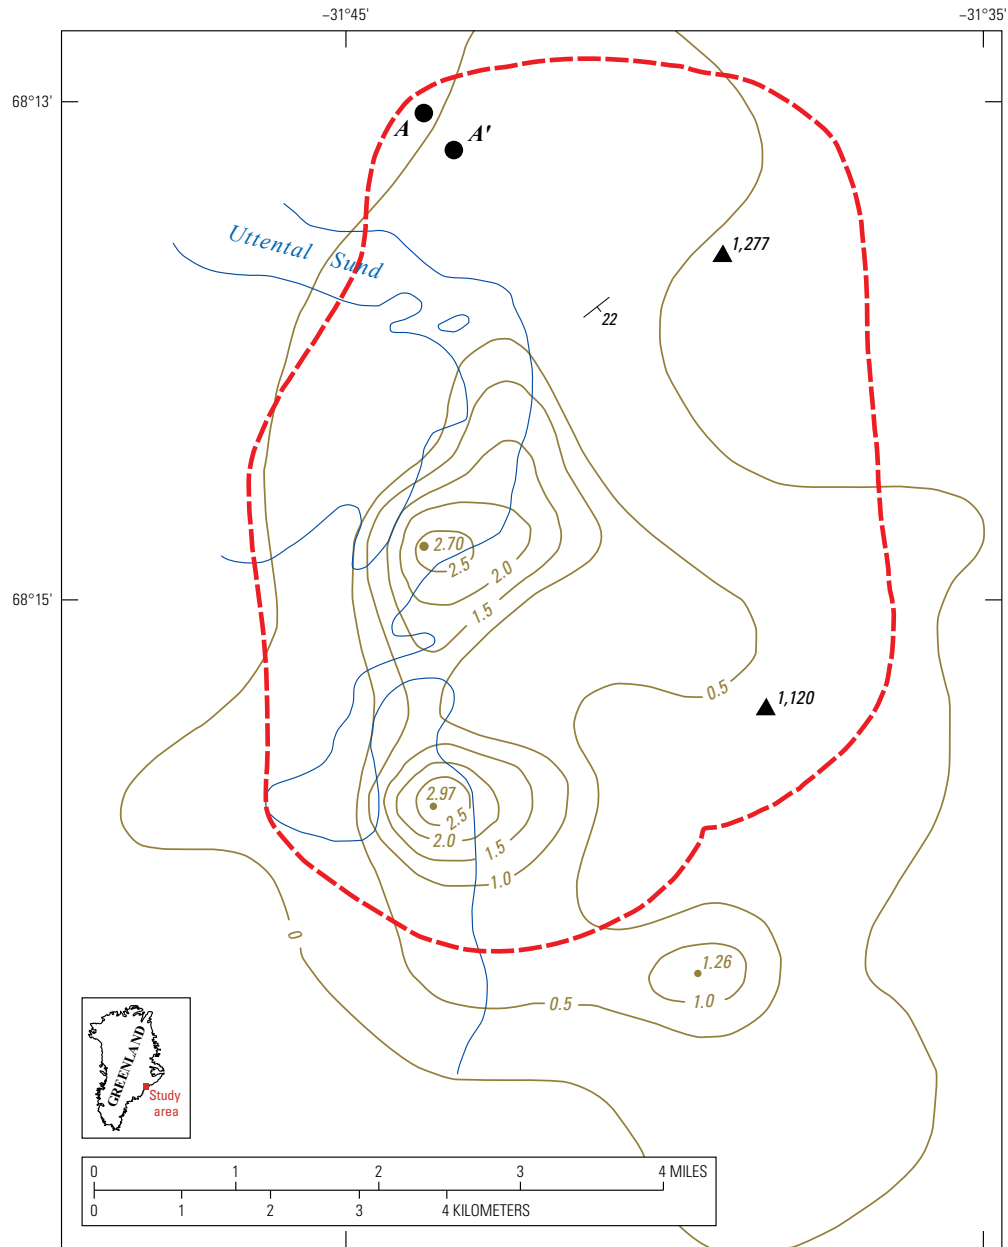 –31°45'
–31°35'
68°13'
A
A'
Uttental Sund
1,277
22
2.70
2.5
2.0
1.5
68°15'
0.5
1,120
2.97
2.5
2.0
1.5
1.0
0
1.26
1.0
0.5
GREENLAND
Study
area
0 1 2 3 4 MILES
0 1 2 3 4 KILOMETERS